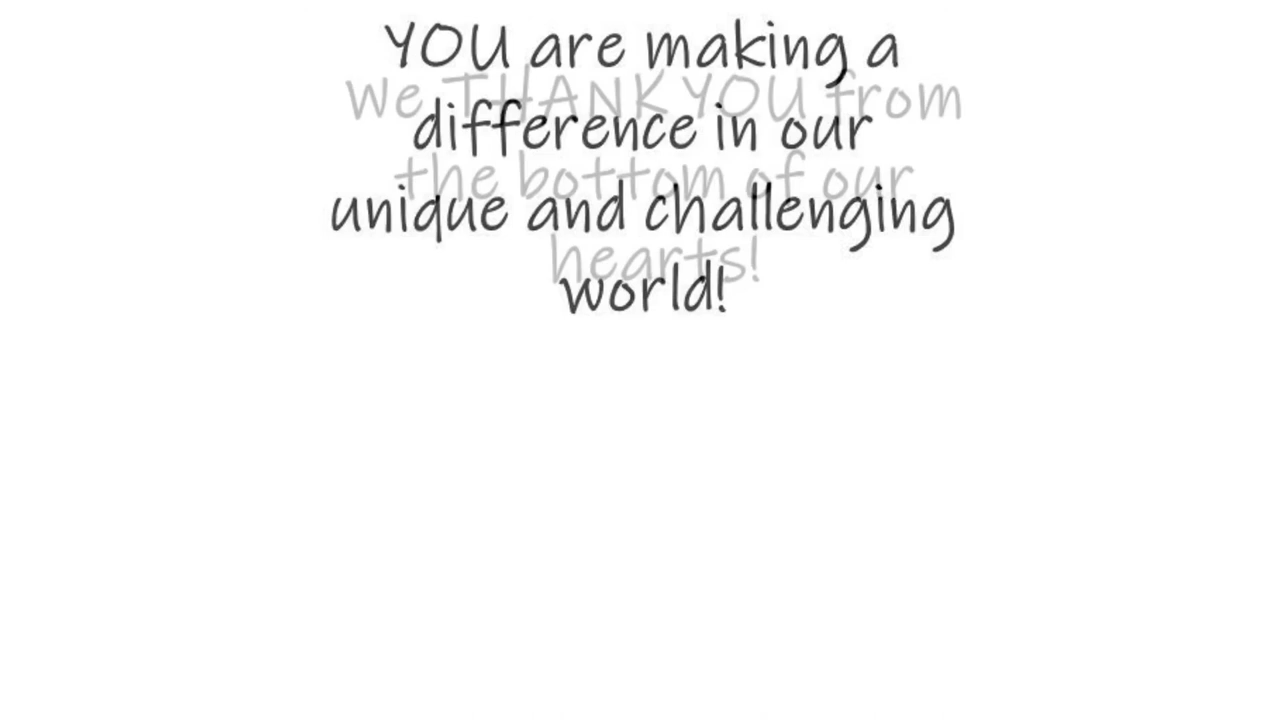 YOU are making a
we THANK YOU from
difference in our
the bottom of our
unique and challenging
hearts!
world!